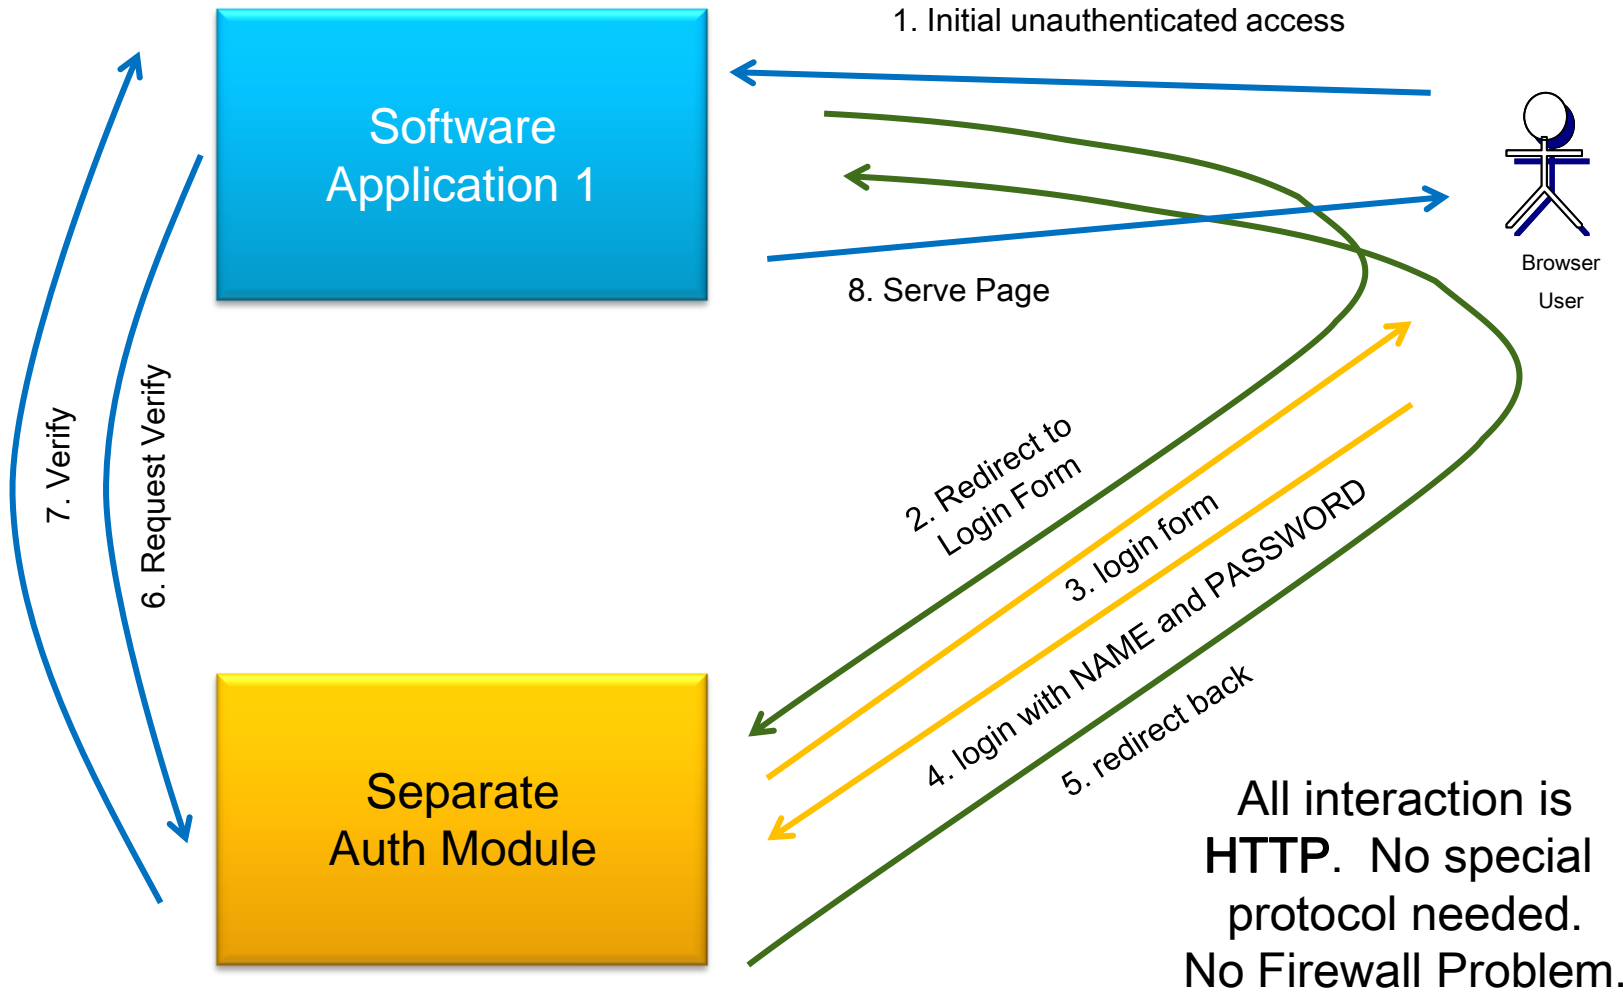 1. Initial unauthenticated access
Software
Application 1
Browser
User
8. Serve Page
7. Verify
6. Request Verify
2. Redirect to
Login Form
3. login form
4. login with NAME and PASSWORD
5. redirect back
Separate
Auth Module
All interaction is
HTTP. No special
protocol needed.
No Firewall Problem.